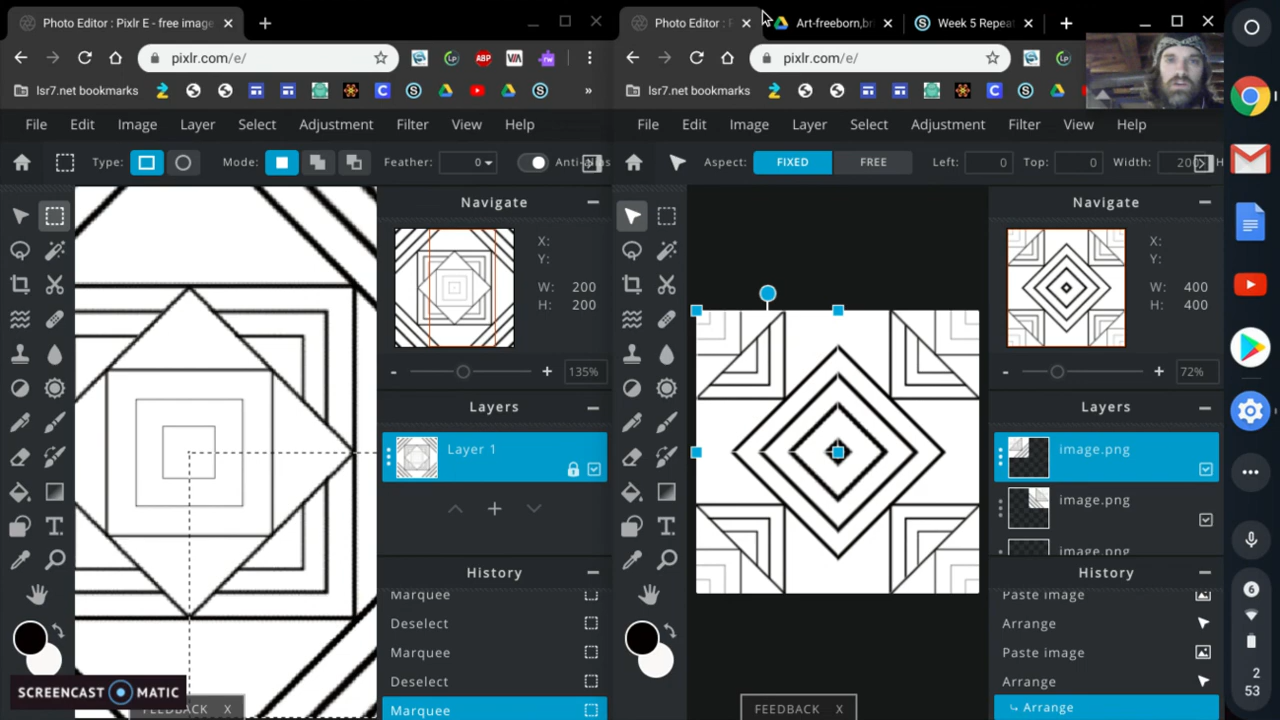 Photo Editor : Pixlr E - free image
Photo Editor : P
Art-freeborn,br
Week 5 Repeat
pixlr.com/e/
pixlr.com/e/
lsr7.net bookmarks
»
lsr7.net bookmarks
File Edit Image Layer Select Adjustment Filter View Help
File Edit Image Layer Select Adjustment Filter View Help
Type: Mode: Feather: 0 Anti-
Aspect: FIXED FREE Left: 0 Top: 0 Width: 200 H
Navigate
X:
Y:
W: 200
H: 200
- + 135%
Layers
Layer 1
History
Marquee
Deselect
Marquee
Deselect
Marquee
Navigate
X:
Y:
W: 400
H: 400
- + 72%
Layers
image.png
image.png
image.png
History
Paste image
Arrange
Paste image
Arrange
Arrange
SCREENCAST MATIC
FEEDBACK X
FEEDBACK X
6
2
53